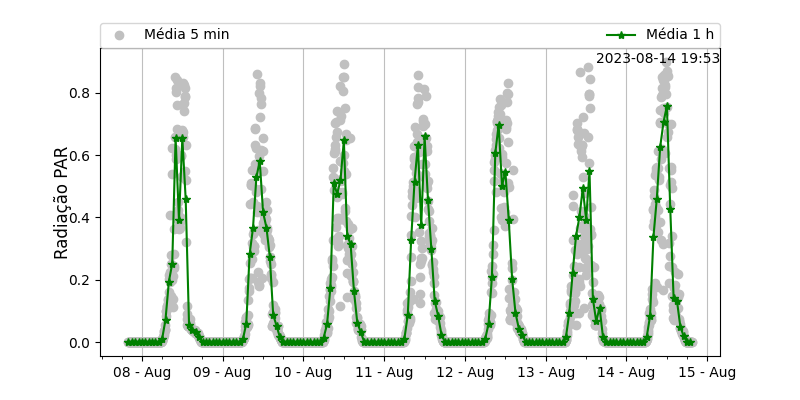 Média 5 min
Média 1 h
2023-08-14 19:53
Radiação PAR
0.8
0.6
0.4
0.2
0.0
08 - Aug
09 - Aug
10 - Aug
11 - Aug
12 - Aug
13 - Aug
14 - Aug
15 - Aug